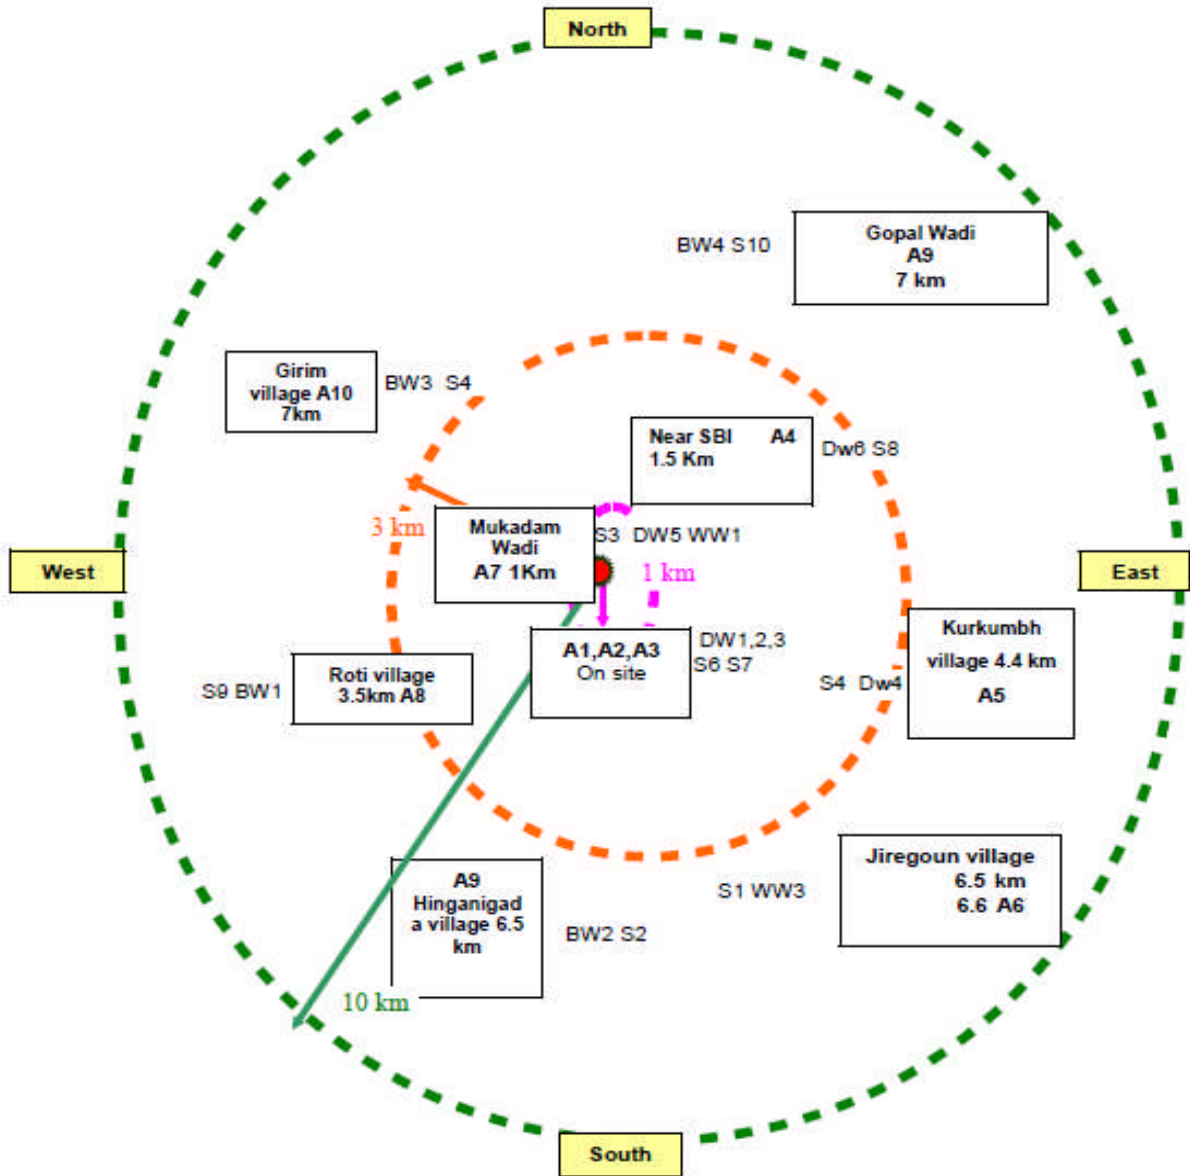 North
BW4 S10
Gopal Wadi
A9
7 km
Girim
village A10
7km
BW3 S4
Near SBI A4
1.5 Km
Dw6 S8
3 km
Mukadam
Wadi
A7 1Km
S3 DW5 WW1
1 km
West
East
A1,A2,A3
On site
DW1,2,3
S6 S7
Kurkumbh
village 4.4 km
A5
S4 Dw4
S9 BW1
Roti village
3.5km A8
Jiregoun village
6.5 km
6.6 A6
S1 WW3
A9
Hinganigad
a village 6.5
km
BW2 S2
10 km
South